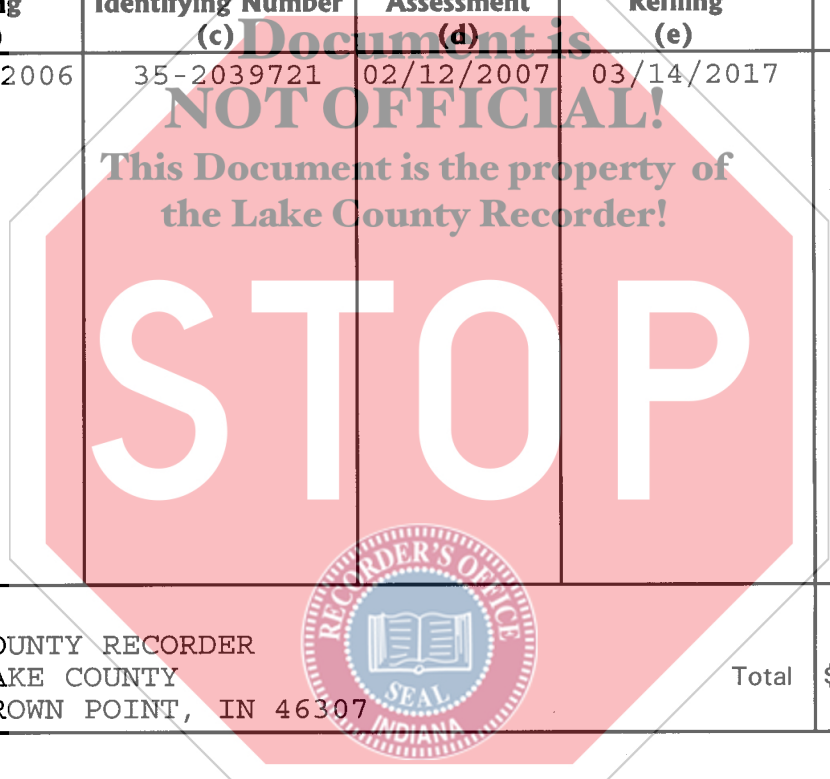 Identifying Number Assessment Refiling
(c) (d) (e)
Document is
2006 35-2039721 02/12/2007 03/14/2017
NOT OFFICIAL!
This Document is the property of
the Lake County Recorder!
STOP
RECORDER'S OFFICE
SEAL
INDIANA
OUNTY RECORDER
AKE COUNTY
Total $
ROWN POINT, IN 46307